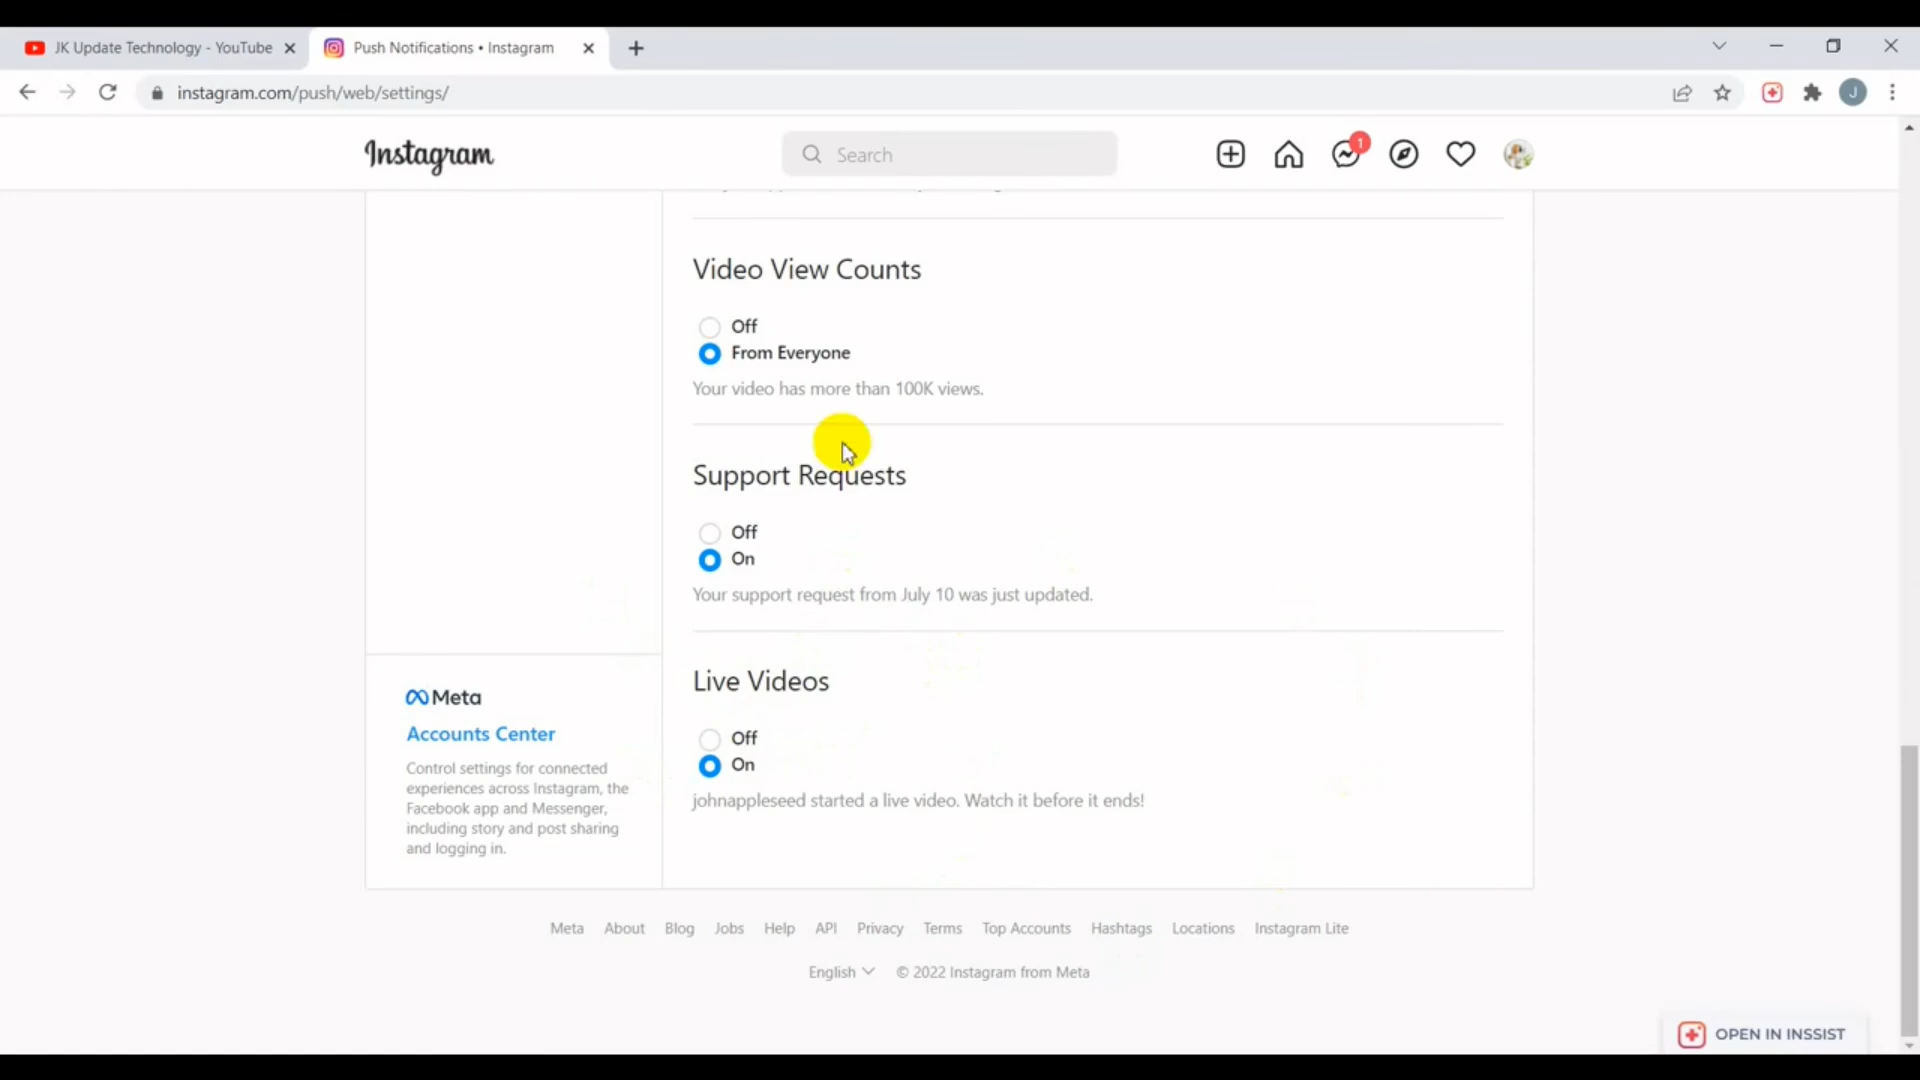 JK Update Technology - YouTube
Push Notifications • Instagram
instagram.com/push/web/settings/
J
Instagram
Search
1
Video View Counts
Off
From Everyone
Your video has more than 100K views.
Support Requests
Off
On
Your support request from July 10 was just updated.
Live Videos
Off
On
johnappleseed started a live video. Watch it before it ends!
Meta
Accounts Center
Control settings for connected
experiences across Instagram, the
Facebook app and Messenger,
including story and post sharing
and logging in.
Meta About Blog Jobs Help API Privacy Terms Top Accounts Hashtags Locations Instagram Lite
English © 2022 Instagram from Meta
OPEN IN INSSIST